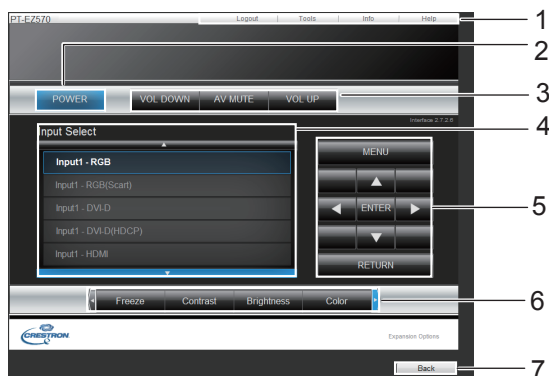 PT-EZ570 Logout Tools Info Help 1
2
POWER VOL DOWN AV MUTE VOL UP 3
Interface 2.7.2.6
Input Select 4
MENU
Input1 - RGB
Input1 - RGB(Scart)
Input1 - DVI-D ENTER 5
Input1 - DVI-D(HDCP)
Input1 - HDMI RETURN
Freeze Contrast Brightness Color 6
CRESTRON Expansion Options
Back 7